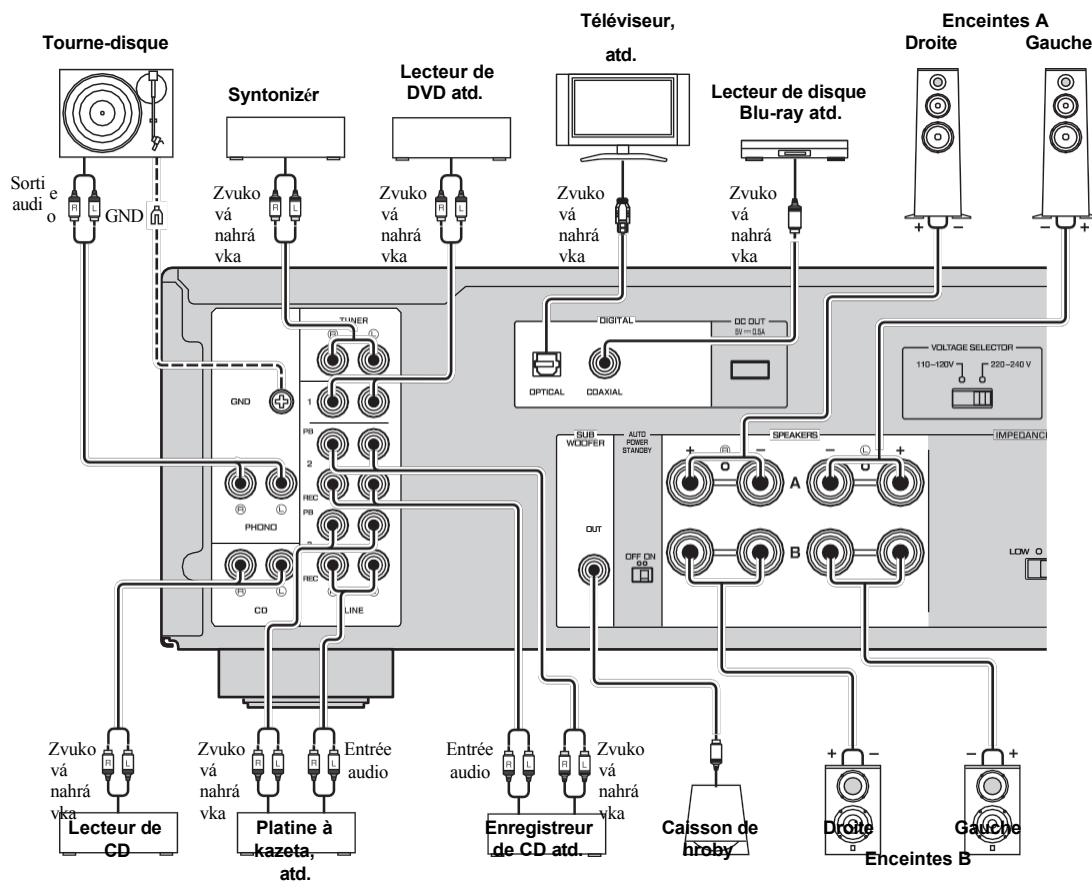 Téléviseur,
atd.
Enceintes A
Droite Gauche
Tourne-disque
Syntonizér
Lecteur de
DVD atd.
Lecteur de disque
Blu-ray atd.
Sorti e
audi o
R L
GND
Zvuko
vá
nahrá
vka
R L
Zvuko
vá
nahrá
vka
R L
Zvuko
vá
nahrá
vka
Zvuko
vá
nahrá
vka
+ −
− +
TUNER
R L
GND
1
PB
2
REC
PB
REC
R L
PHONO
R L
CD
LINE
DIGITAL
OPTICAL
COAXIAL
DC OUT
5V 0.5A
VOLTAGE SELECTOR
110–120V
220–240 V
SUB
WOOFER
OUT
AUTO
POWER
STANDBY
OFF ON
SPEAKERS
+ R − − L +
A
B
IMPEDANCE
LOW
Zvuko
vá
nahrá
vka
R L
Lecteur de
CD
Zvuko
vá
nahrá
vka
R L
R L
Entrée
audio
Platine à
kazeta,
atd.
Entrée
audio
R L
R L
Zvuko
vá
nahrá
vka
Enregistreur
de CD atd.
Caisson de
hroby
+ −
− +
Droite
Gauche
Enceintes B